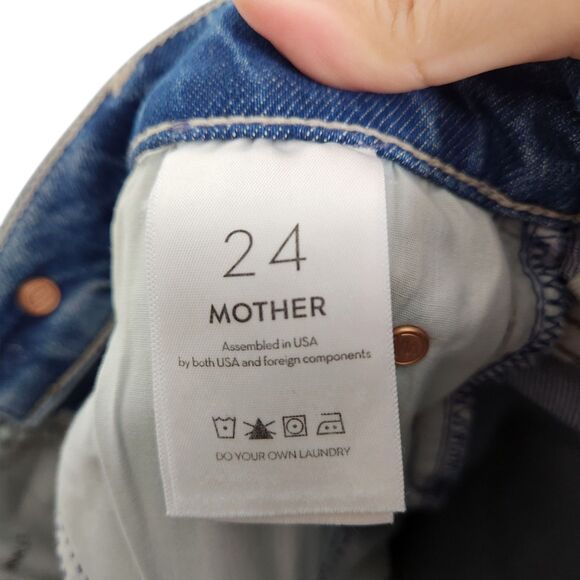 24
MOTHER
Assembled in USA
by both USA and foreign components
DO YOUR OWN LAUNDRY